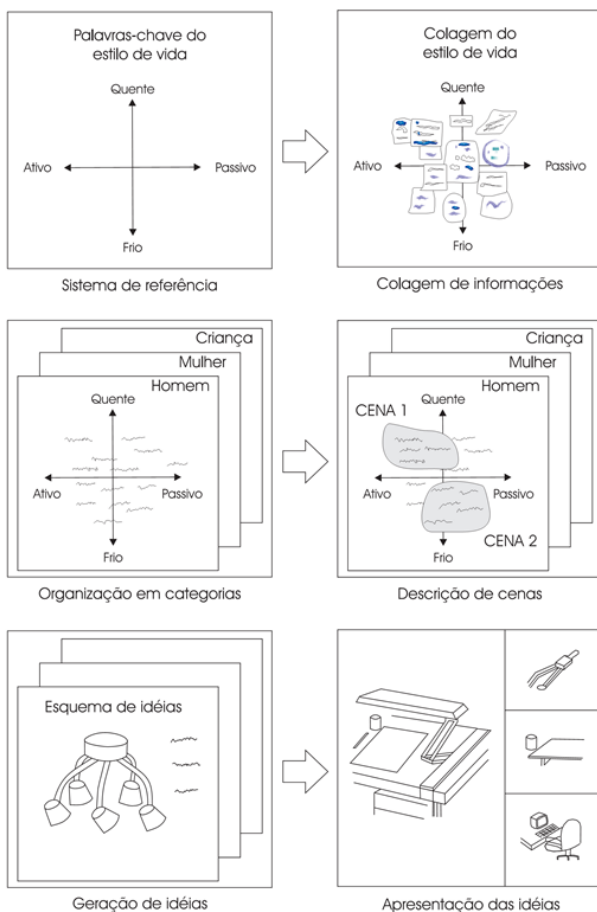 Palavras-chave do
estilo de vida
Quente
Ativo
Passivo
Frio
Sistema de referência
Colagem do
estilo de vida
Quente
Ativo
Passivo
Frio
Colagem de informações
Criança
Mulher
Homem
Quente
Ativo
Passivo
Frio
Organização em categorias
Criança
Mulher
Homem
CENA 1
Quente
Ativo
Passivo
CENA 2
Frio
Descrição de cenas
Esquema de idéias
Geração de idéias
Apresentação das idéias